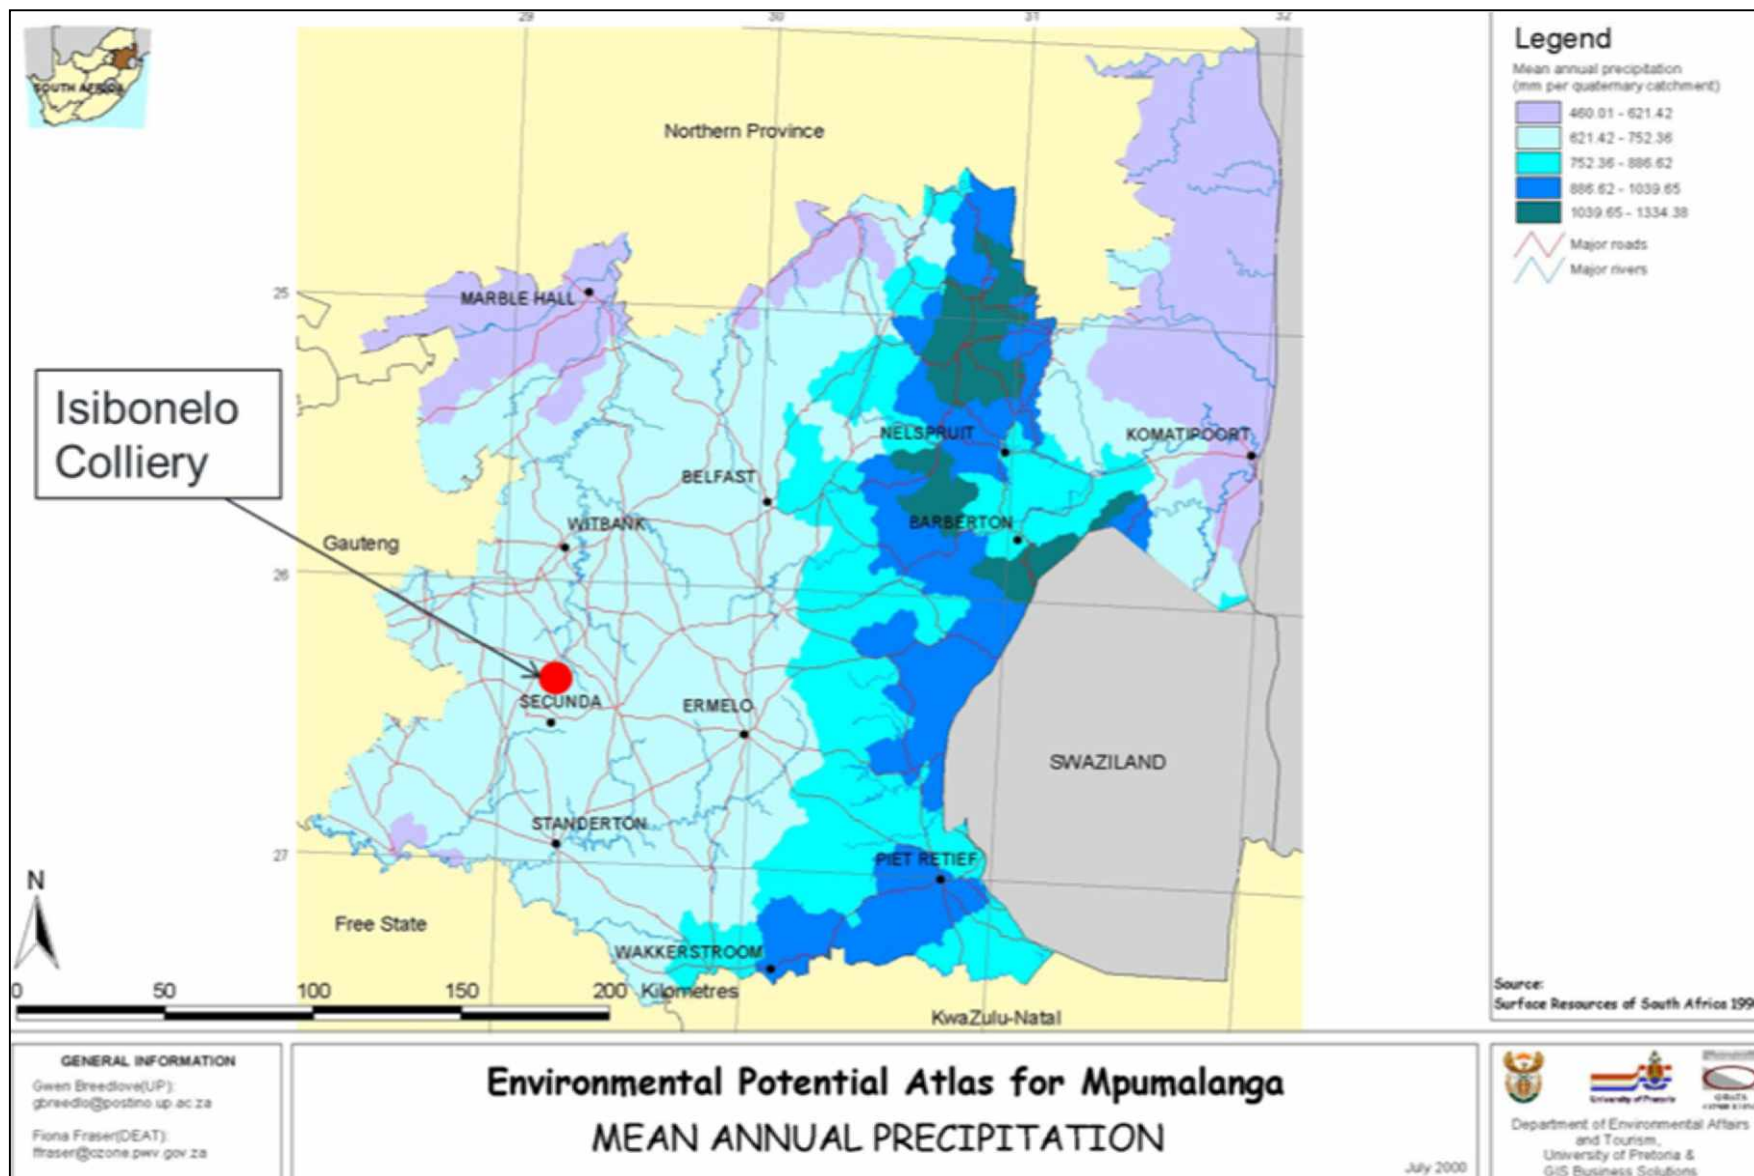 29 30 31 32
SOUTH AFRICA
Northern Province
25
MARBLE HALL
Isibonelo
Colliery
NELSPRUIT
KOMATIPOORT
BELFAST
WITBANK
BARBERTON
Gauteng
26
SECUNDA
ERMELO
SWAZILAND
STANDERTON
27
PIET RETIEF
N
Free State
WAKKERSTROOM
0 50 100 150 200 Kilometres
KwaZulu-Natal
Legend
Mean annual precipitation
(mm per quaternary catchment)
460.01 - 621.42
621.42 - 752.36
752.36 - 886.62
886.62 - 1039.65
1039.65 - 1334.38
Major roads
Major rivers
Source:
Surface Resources of South Africa 199
GENERAL INFORMATION
Gwen Breedlove(UP):
gbreedlo@postino.up.ac.za
Fiona Fraser(DEAT):
ffraser@ozone.pwv.gov.za
Environmental Potential Atlas for Mpumalanga
MEAN ANNUAL PRECIPITATION
July 2000
University of Pretoria
Department of Environmental Affairs
and Tourism,
University of Pretoria &
GIS Business Solutions